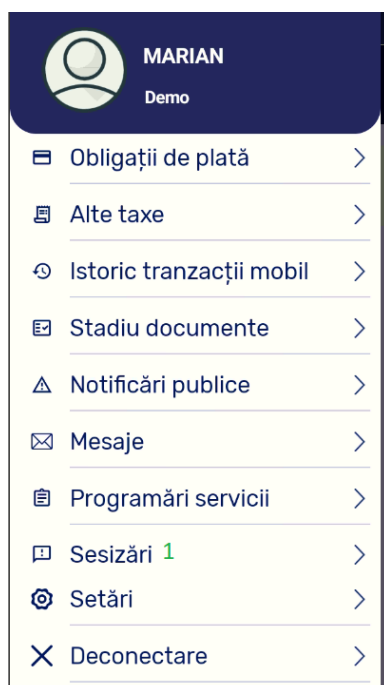 MARIAN
Demo
Obligații de plată
Alte taxe
Istoric tranzacții mobil
Stadiu documente
Notificări publice
Mesaje
Programări servicii
Sesizări 1
Setări
Deconectare